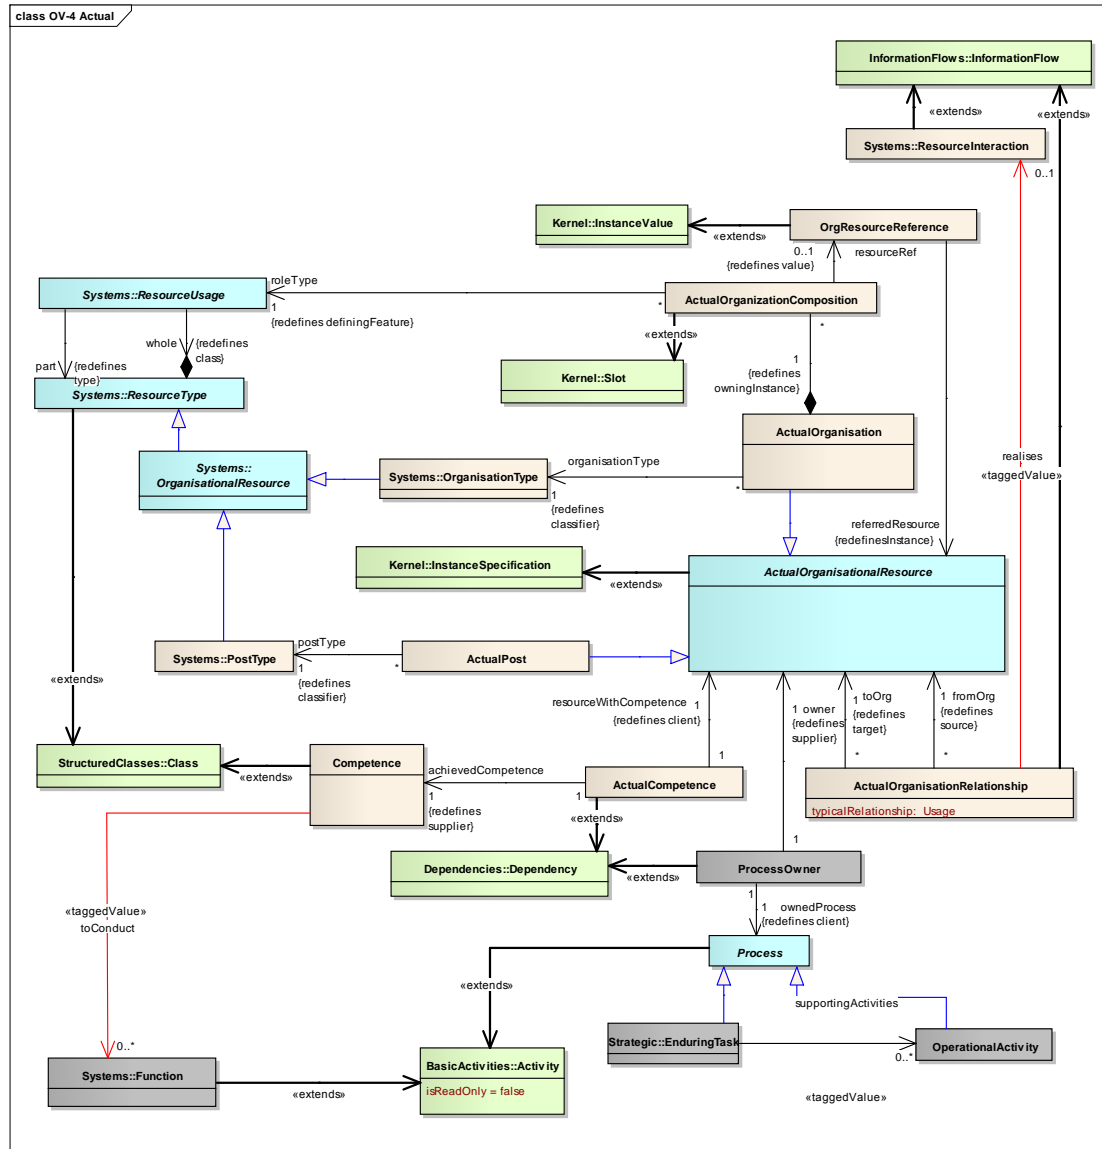 class OV-4 Actual
InformationFlows::InformationFlow
«extends»
«extends»
Systems::ResourceInteraction
0..1
Kernel::InstanceValue
OrgResourceReference
«extends»
0..1
resourceRef
{redefines value}
roleType
Systems::ResourceUsage
1
{redefines definingFeature}
ActualOrganizationComposition
*
*
«extends»
whole
{redefines
class}
part
{redefines
type}
1
{redefines
owningInstance}
Kernel::Slot
Systems::ResourceType
ActualOrganisation
realises
«taggedValue»
Systems::
OrganisationalResource
Systems::OrganisationType
organisationType
1
*
{redefines
classifier}
referredResource
{redefinesInstance}
Kernel::InstanceSpecification
«extends»
ActualOrganisationalResource
Systems::PostType
postType
1
*
{redefines
classifier}
ActualPost
«extends»
resourceWithCompetence
1
{redefines client}
1
owner
{redefines
supplier}
1
toOrg
{redefines
target}
1
fromOrg
{redefines
source}
*
*
1
StructuredClasses::Class
«extends»
Competence
achievedCompetence
1
1
{redefines
supplier}
ActualCompetence
«extends»
ActualOrganisationRelationship
typicalRelationship: Usage
1
Dependencies::Dependency
«extends»
ProcessOwner
1
1
ownedProcess
{redefines client}
«taggedValue»
toConduct
Process
«extends»
supportingActivities
Strategic::EnduringTask
0..*
OperationalActivity
0..*
Systems::Function
«extends»
BasicActivities::Activity
isReadOnly = false
«taggedValue»